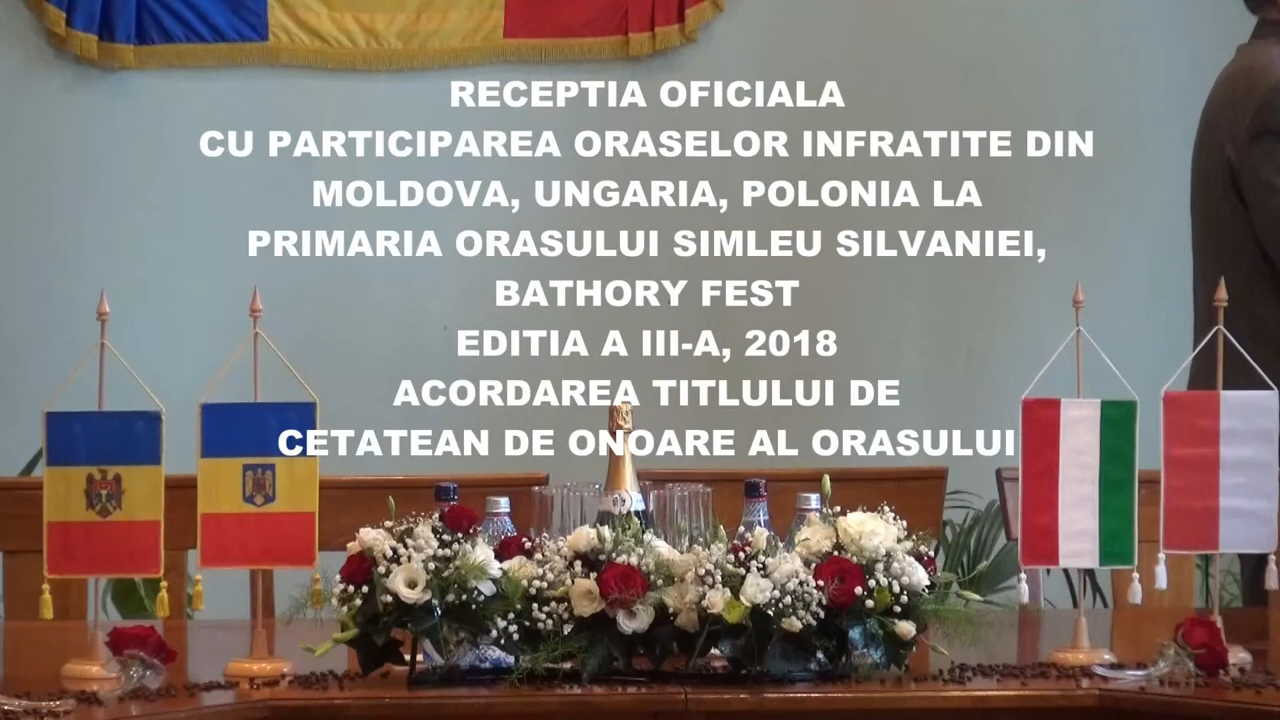 RECEPTIA OFICIALA
CU PARTICIPAREA ORASELOR INFRATITE DIN
MOLDOVA, UNGARIA, POLONIA LA
PRIMARIA ORASULUI SIMLEU SILVANIEI,
BATHORY FEST
EDITIA A III-A, 2018
ACORDAREA TITLULUI DE
CETATEAN DE ONOARE AL ORASULUI